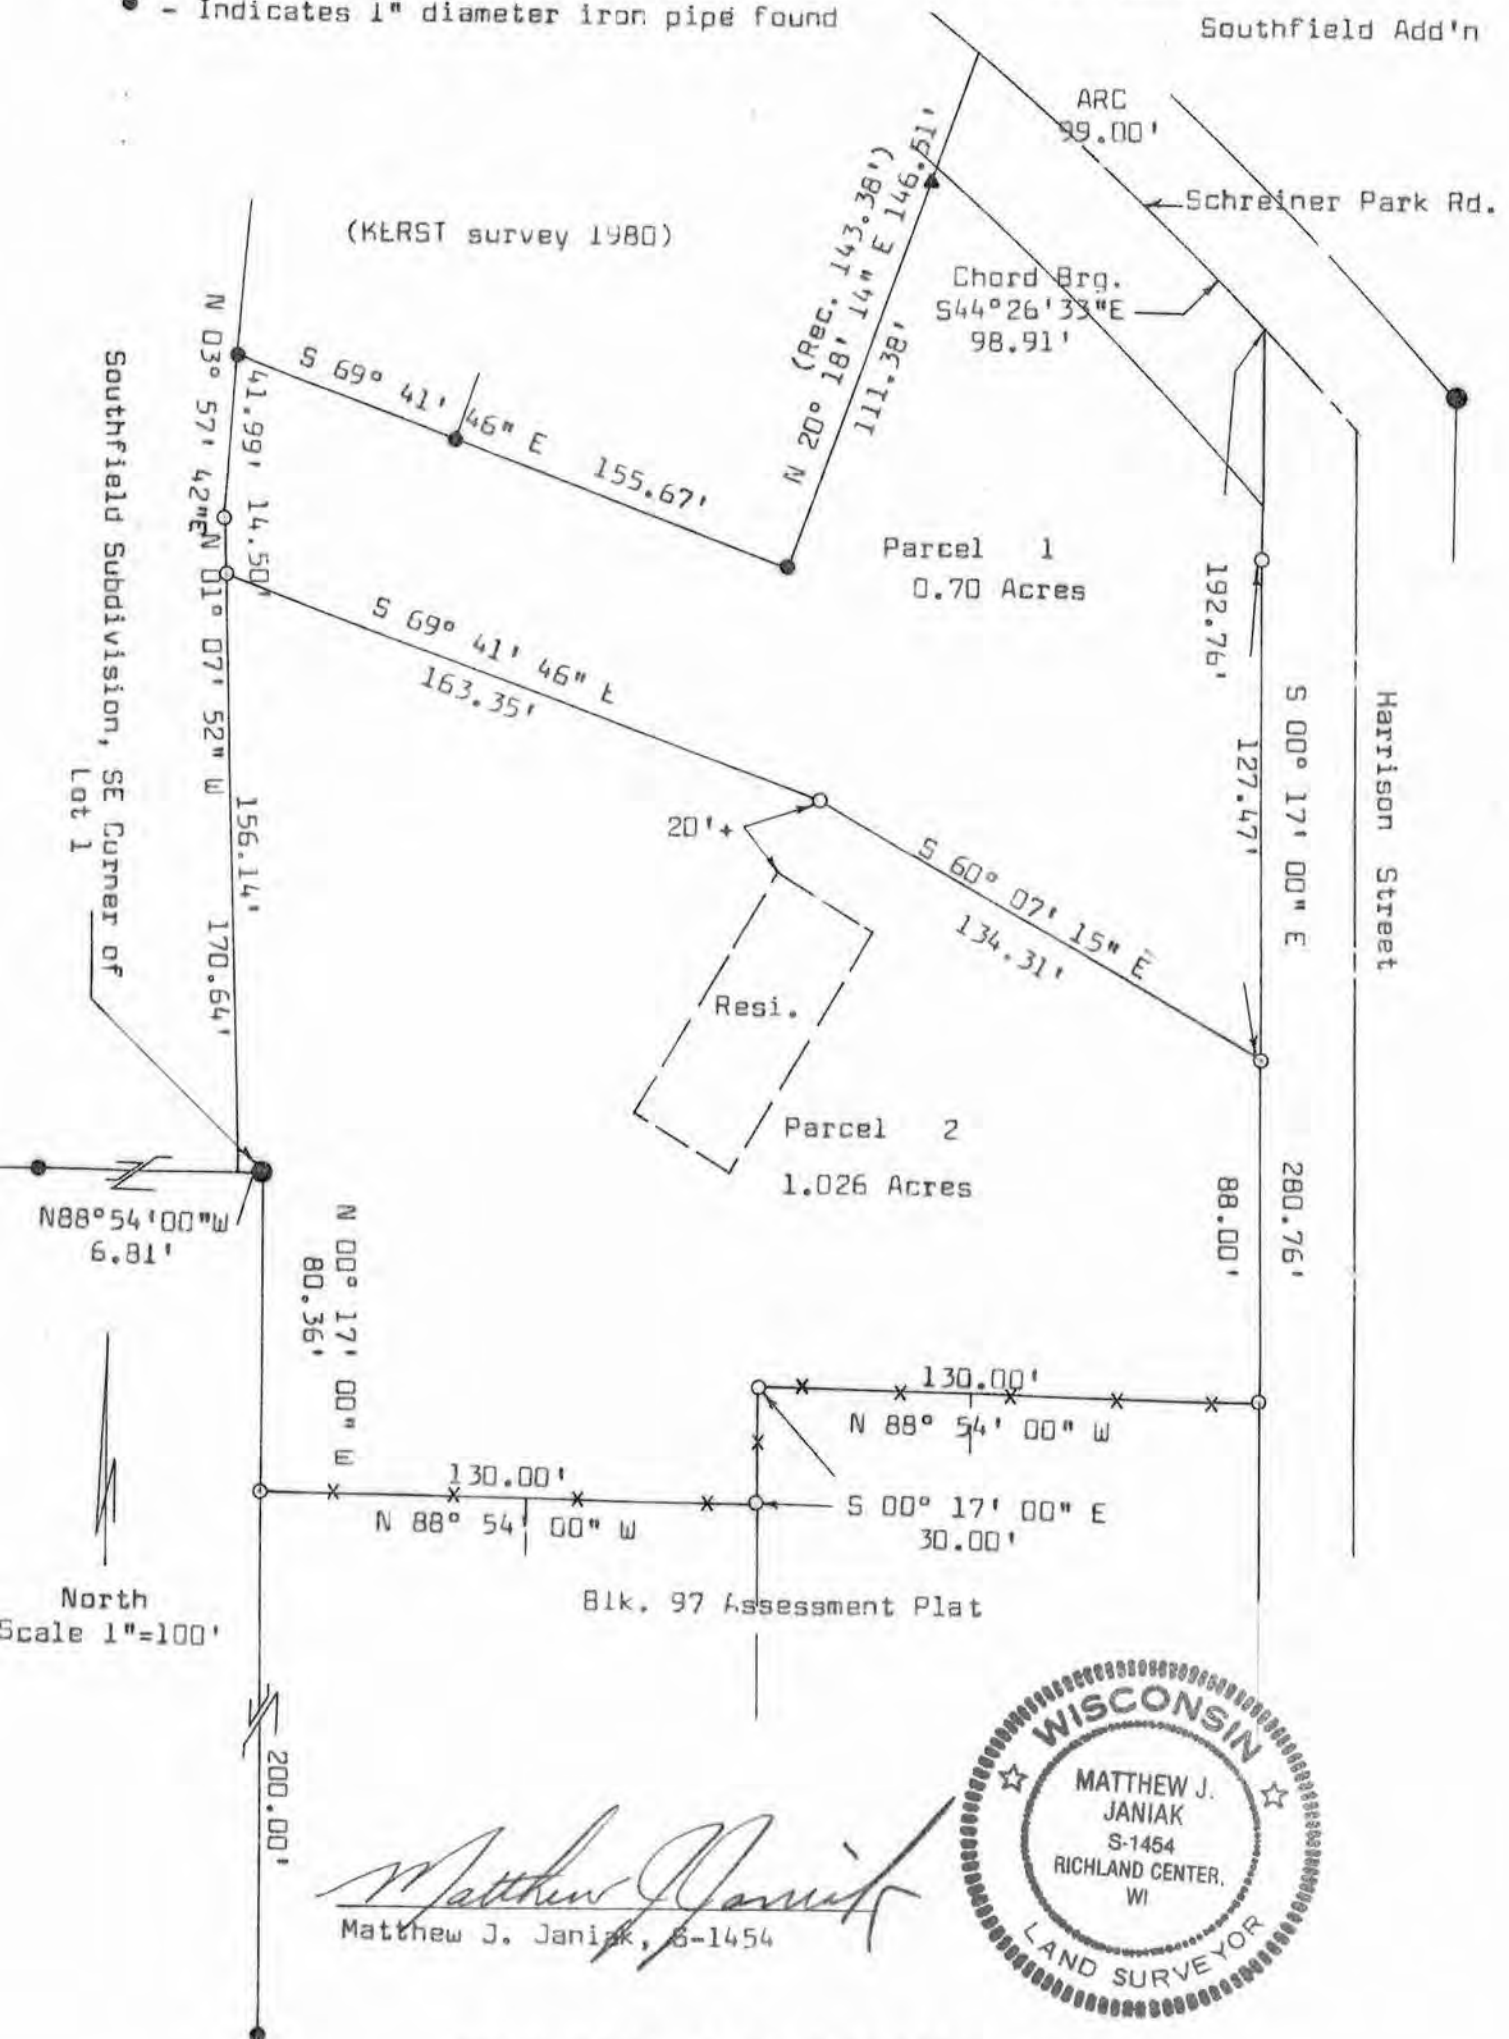 ● - Indicates 1" diameter iron pipe found
Southfield Add'n
ARC
99.00'
Schreiner Park Rd.
(KERST survey 1980)
(Rec. 143.38')
N 20° 18' 14" E 146.51'
111.38'
Chord Brg.
S44°26'33"E
98.91'
N 03° 57' 42"E
41.99'
14.50'
S 69° 41' 46" E
155.67'
Parcel 1
0.70 Acres
192.76'
S 00° 17' 00" E
127.47'
Harrison Street
Southfield Subdivision, SE Corner of
Lot 1
N 01° 07' 52" W
156.14'
170.64'
S 69° 41' 46" E
163.35'
20'+
S 60° 07' 15" E
134.31'
Resi.
Parcel 2
1.026 Acres
280.76'
88.00'
N88°54'00"W
6.81'
N 00° 17' 00" E
80.36'
130.00'
N 88° 54' 00" W
130.00'
N 88° 54' 00" W
S 00° 17' 00" E
30.00'
Blk. 97 Assessment Plat
North
Scale 1"=100'
200.00'
Matthew J. Janiak
Matthew J. Janiak, S-1454
WISCONSIN
MATTHEW J.
JANIAK
S-1454
RICHLAND CENTER,
WI
LAND SURVEYOR